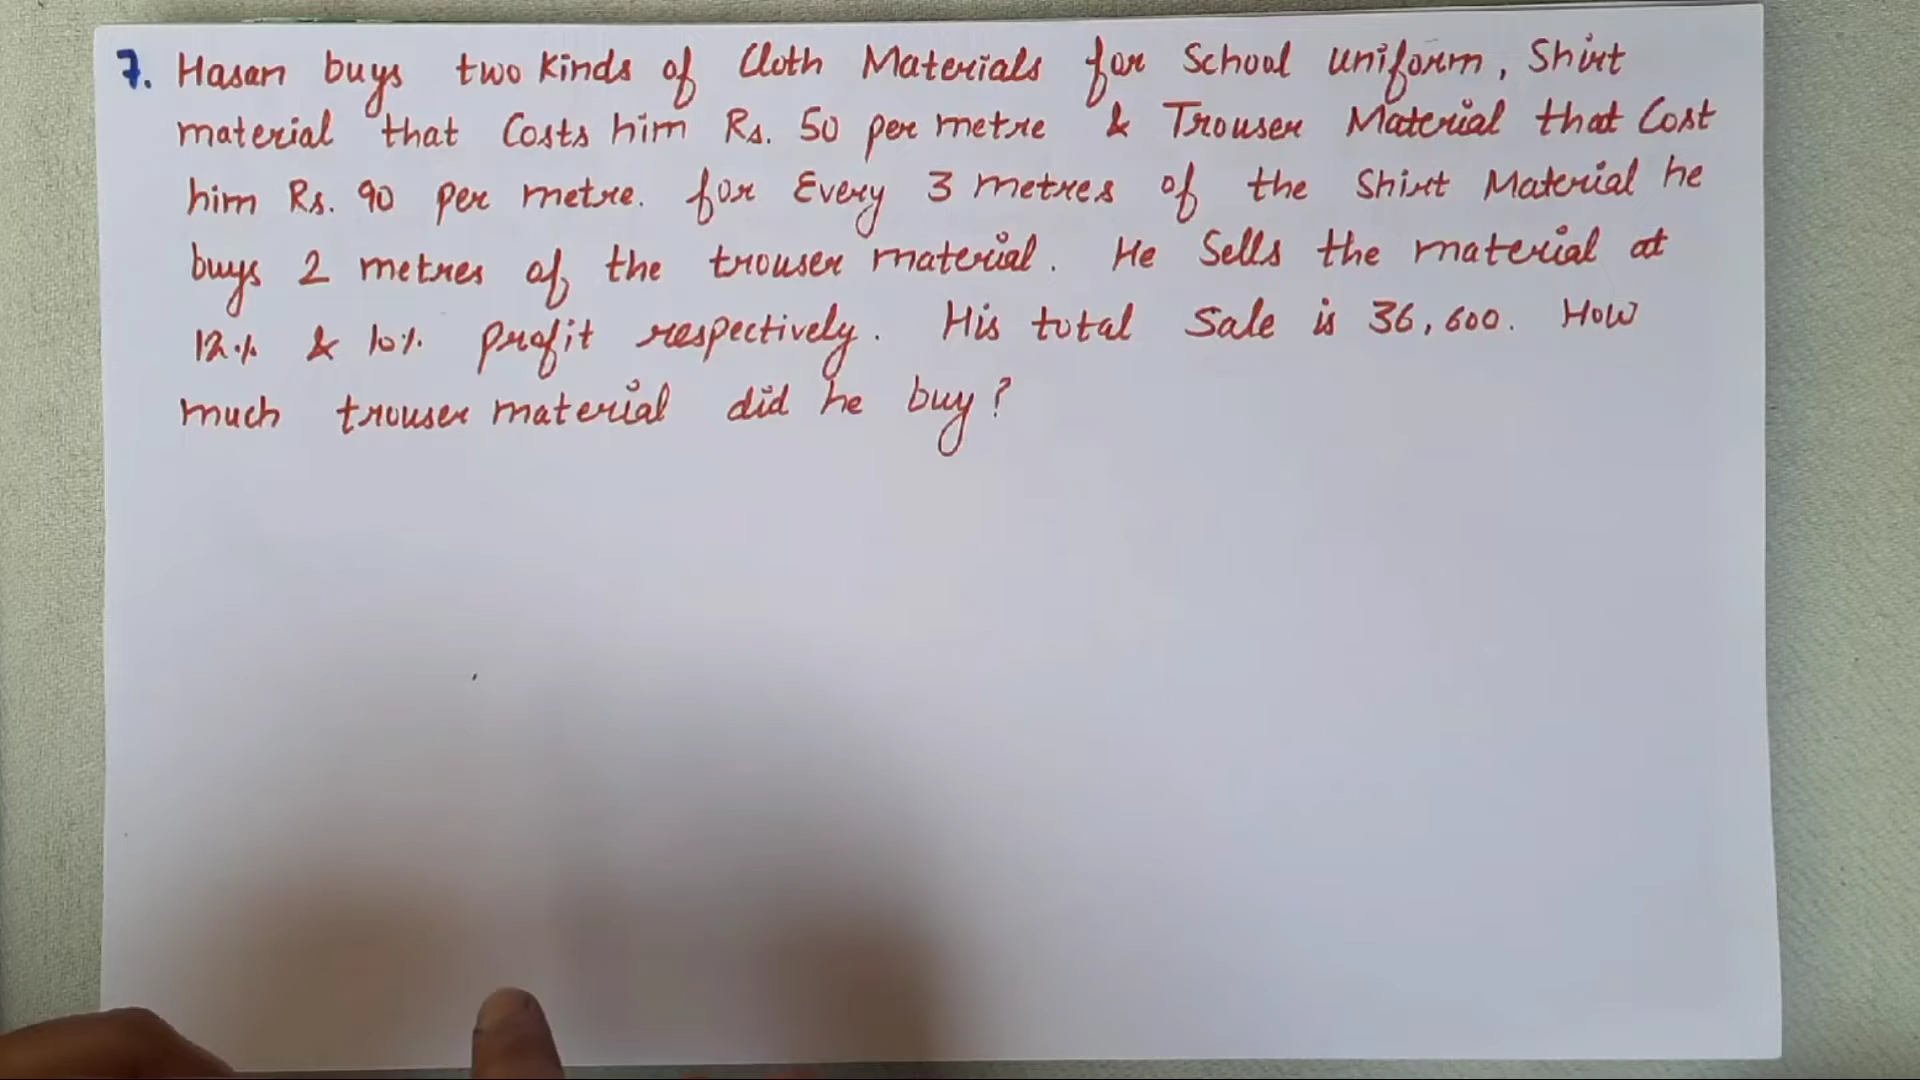 7. Hasan buys two kinds of Cloth Materials for School uniform, Shirt
material that Costs him Rs. 50 per metre & Trouser Material that Cost
him Rs. 90 per metre. for Every 3 metres of the Shirt Material he
buys 2 metres of the trouser material. He Sells the material at
12% & 10% profit respectively. His total Sale is 36,600. How
much trouser material did he buy?